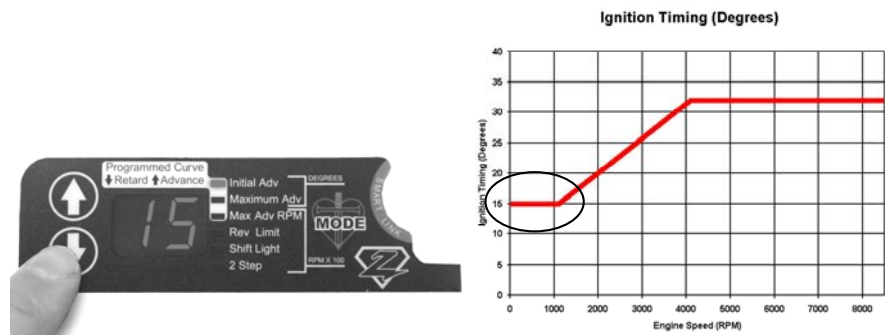 Programmed Curve
Retard Advance
15
Initial Adv
Maximum Adv
Max Adv RPM
Rev Limit
Shift Light
2 Step
DEGREES
RPM X 100
MODE
SMART LINK
Z
Ignition Timing (Degrees)
Ignition Timing (Degrees)
40
35
30
25
20
15
10
5
0
0 1000 2000 3000 4000 5000 6000 7000 8000
Engine Speed (RPM)